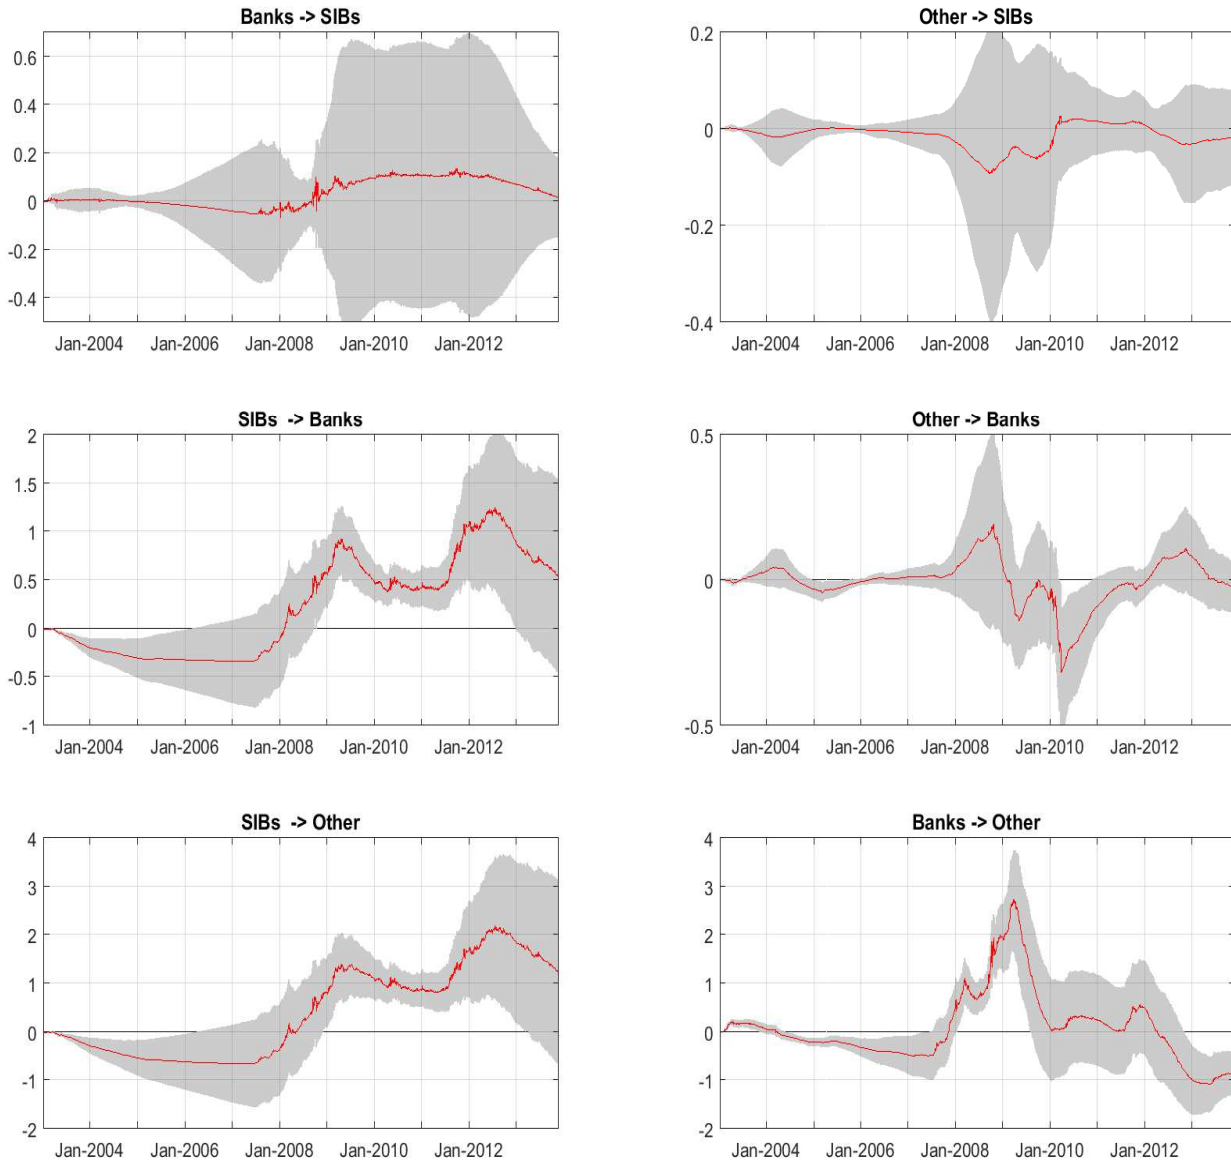 Banks -> SIBs
0.6
0.4
0.2
0
-0.2
-0.4
Jan-2004 Jan-2006 Jan-2008 Jan-2010 Jan-2012
Other -> SIBs
0.2
0
-0.2
-0.4
Jan-2004 Jan-2006 Jan-2008 Jan-2010 Jan-2012
SIBs -> Banks
2
1.5
1
0.5
0
-0.5
-1
Jan-2004 Jan-2006 Jan-2008 Jan-2010 Jan-2012
Other -> Banks
0.5
0
-0.5
Jan-2004 Jan-2006 Jan-2008 Jan-2010 Jan-2012
SIBs -> Other
4
3
2
1
0
-1
-2
Jan-2004 Jan-2006 Jan-2008 Jan-2010 Jan-2012
Banks -> Other
4
3
2
1
0
-1
-2
Jan-2004 Jan-2006 Jan-2008 Jan-2010 Jan-2012